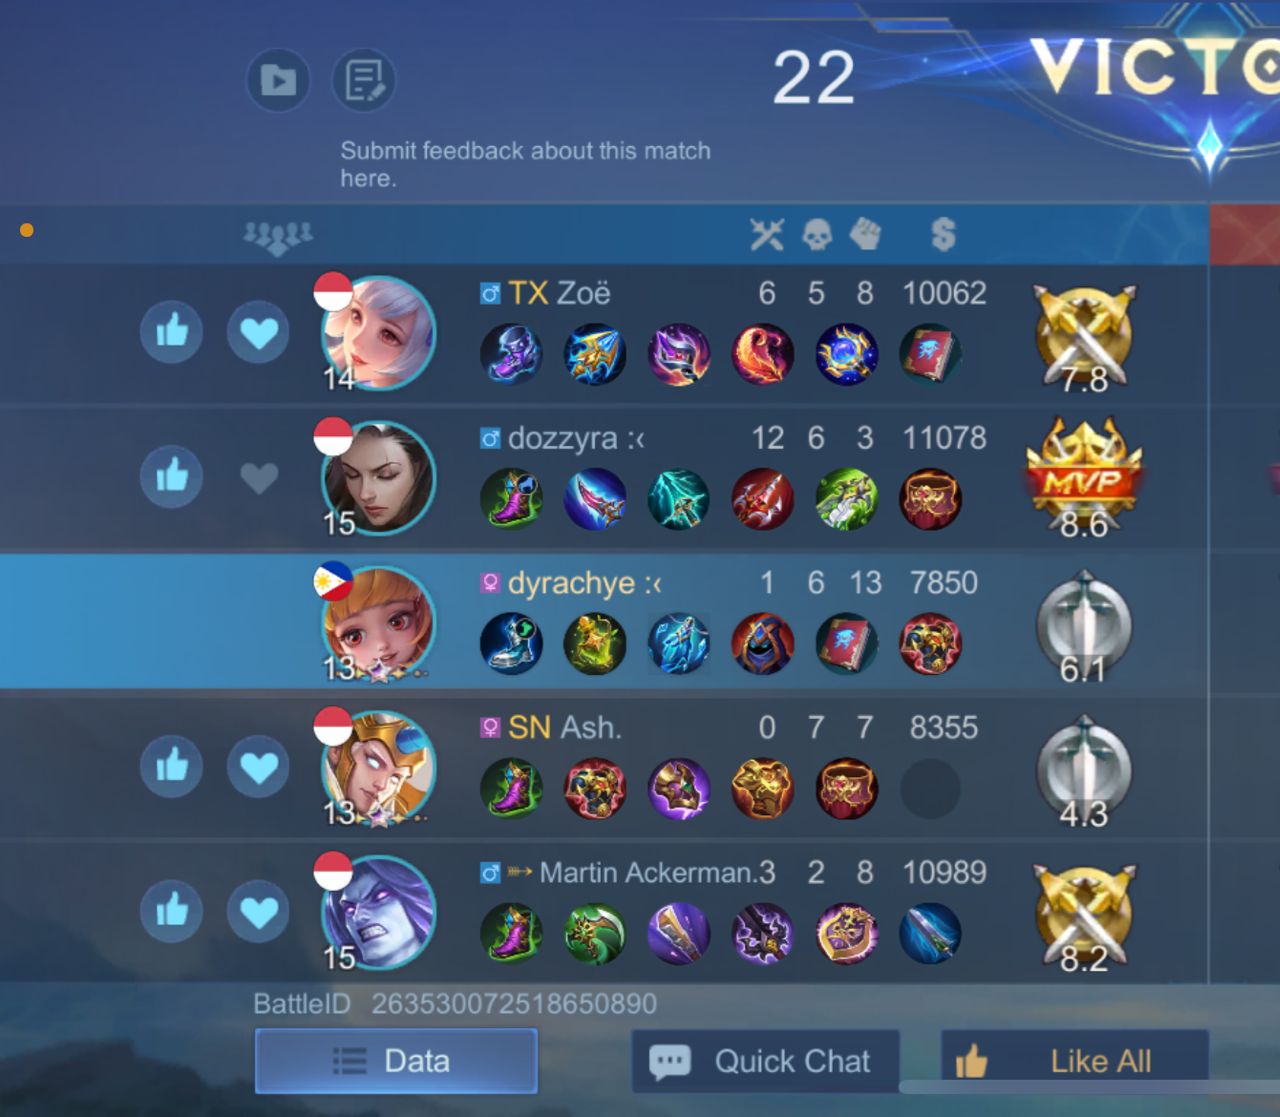 22
VICTO
Submit feedback about this match
here.
TX Zoë 6 5 8 10062
14
7.8
dozzyra :‹ 12 6 3 11078
MVP
15
8.6
dyrachye :‹ 1 6 13 7850
13
6.1
SN Ash. 0 7 7 8355
13
4.3
Martin Ackerman. 3 2 8 10989
15
8.2
BattleID 263530072518650890
Data
Quick Chat
Like All